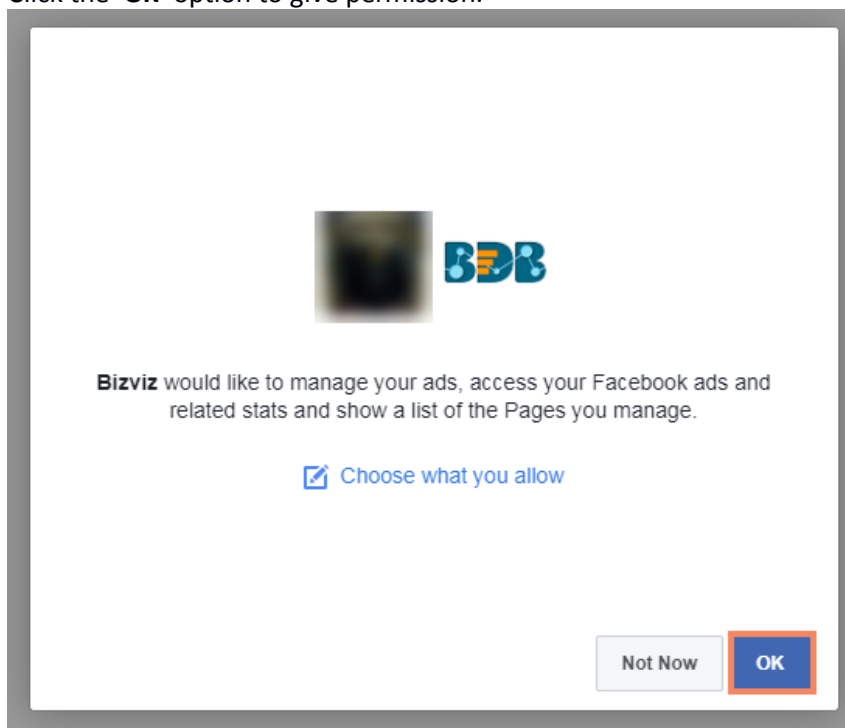 Click the 'OK' option to give permission.
BDB
Bizviz would like to manage your ads, access your Facebook ads and
related stats and show a list of the Pages you manage.
Choose what you allow
Not Now
OK